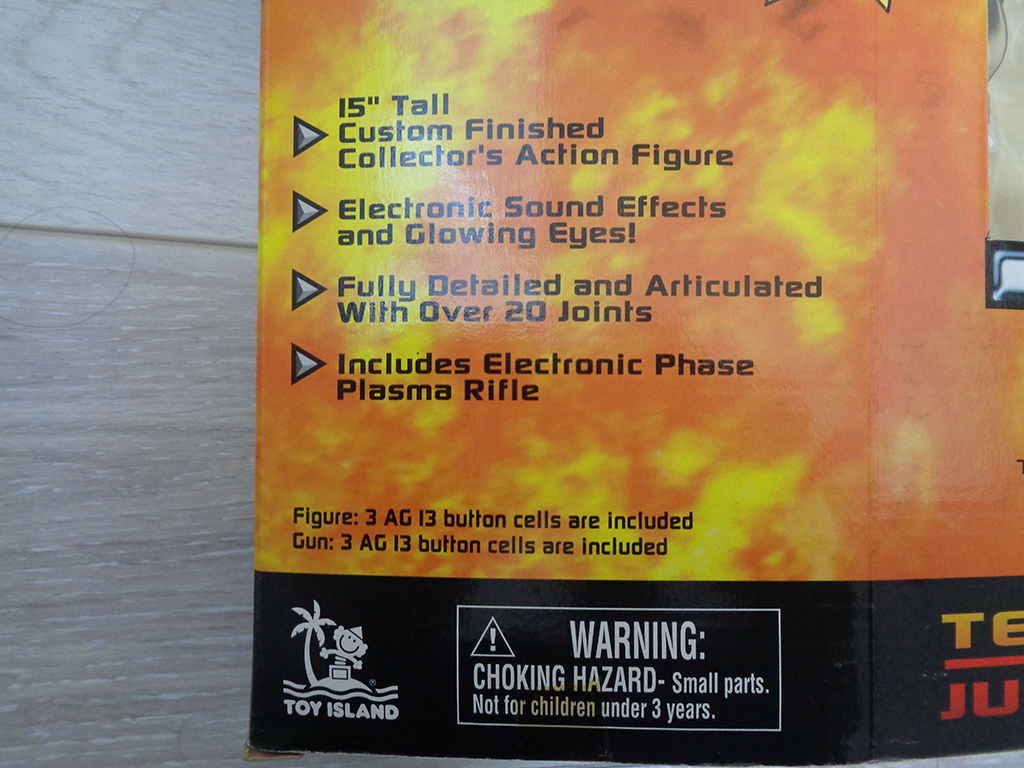 15" Tall
Custom Finished
Collector's Action Figure
Electronic Sound Effects
and Glowing Eyes!
Fully Detailed and Articulated
With Over 20 Joints
Includes Electronic Phase
Plasma Rifle
Figure: 3 AG 13 button cells are included
Gun: 3 AG 13 button cells are included
TOY ISLAND
®
WARNING:
CHOKING HAZARD- Small parts.
Not for children under 3 years.
TE
JU